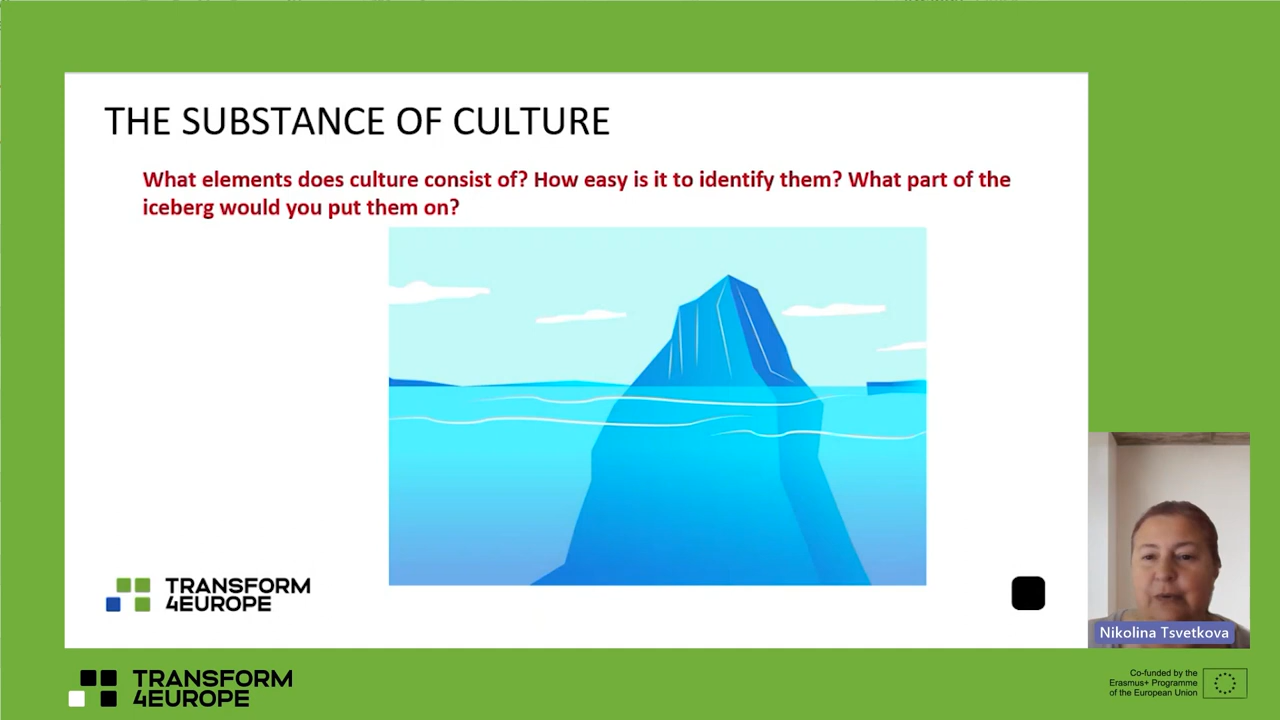 THE SUBSTANCE OF CULTURE
What elements does culture consist of? How easy is it to identify them? What part of the
iceberg would you put them on?
TRANSFORM
4EUROPE
Nikolina Tsvetkova
TRANSFORM
4EUROPE
Co-funded by the
Erasmus+ Programme
of the European Union